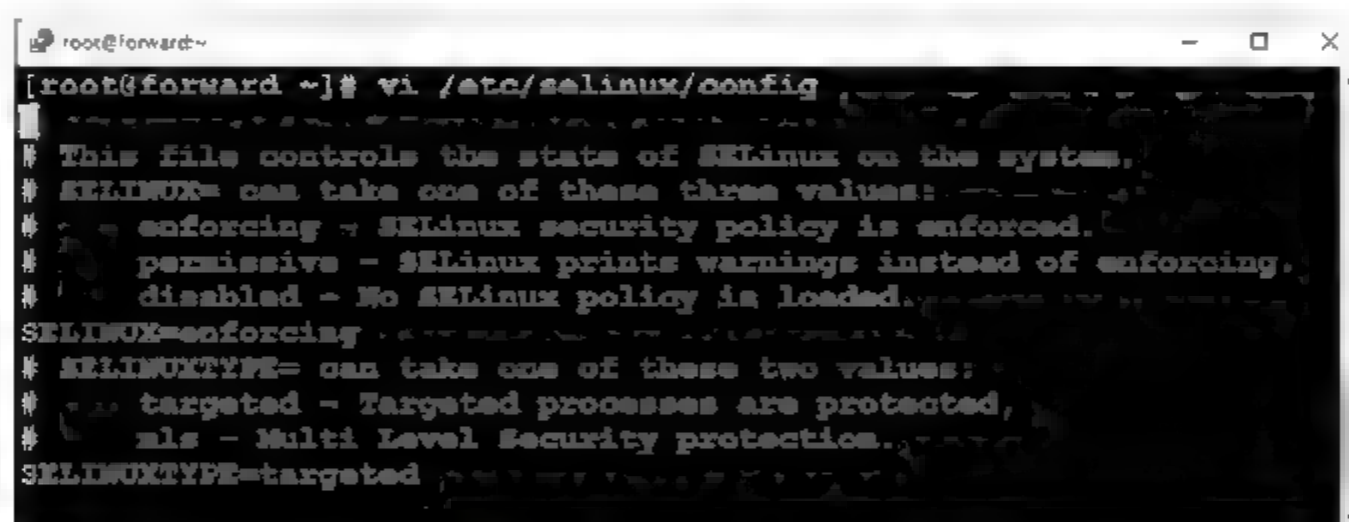 root@forward:~
[root@forward ~]# vi /etc/selinux/config
# This file controls the state of SELinux on the system.
# SELINUX= can take one of these three values:
#     enforcing - SELinux security policy is enforced.
#     permissive - SELinux prints warnings instead of enforcing.
#     disabled - No SELinux policy is loaded.
SELINUX=enforcing
# SELINUXTYPE= can take one of these two values:
#     targeted - Targeted processes are protected,
#     mls - Multi Level Security protection.
SELINUXTYPE=targeted